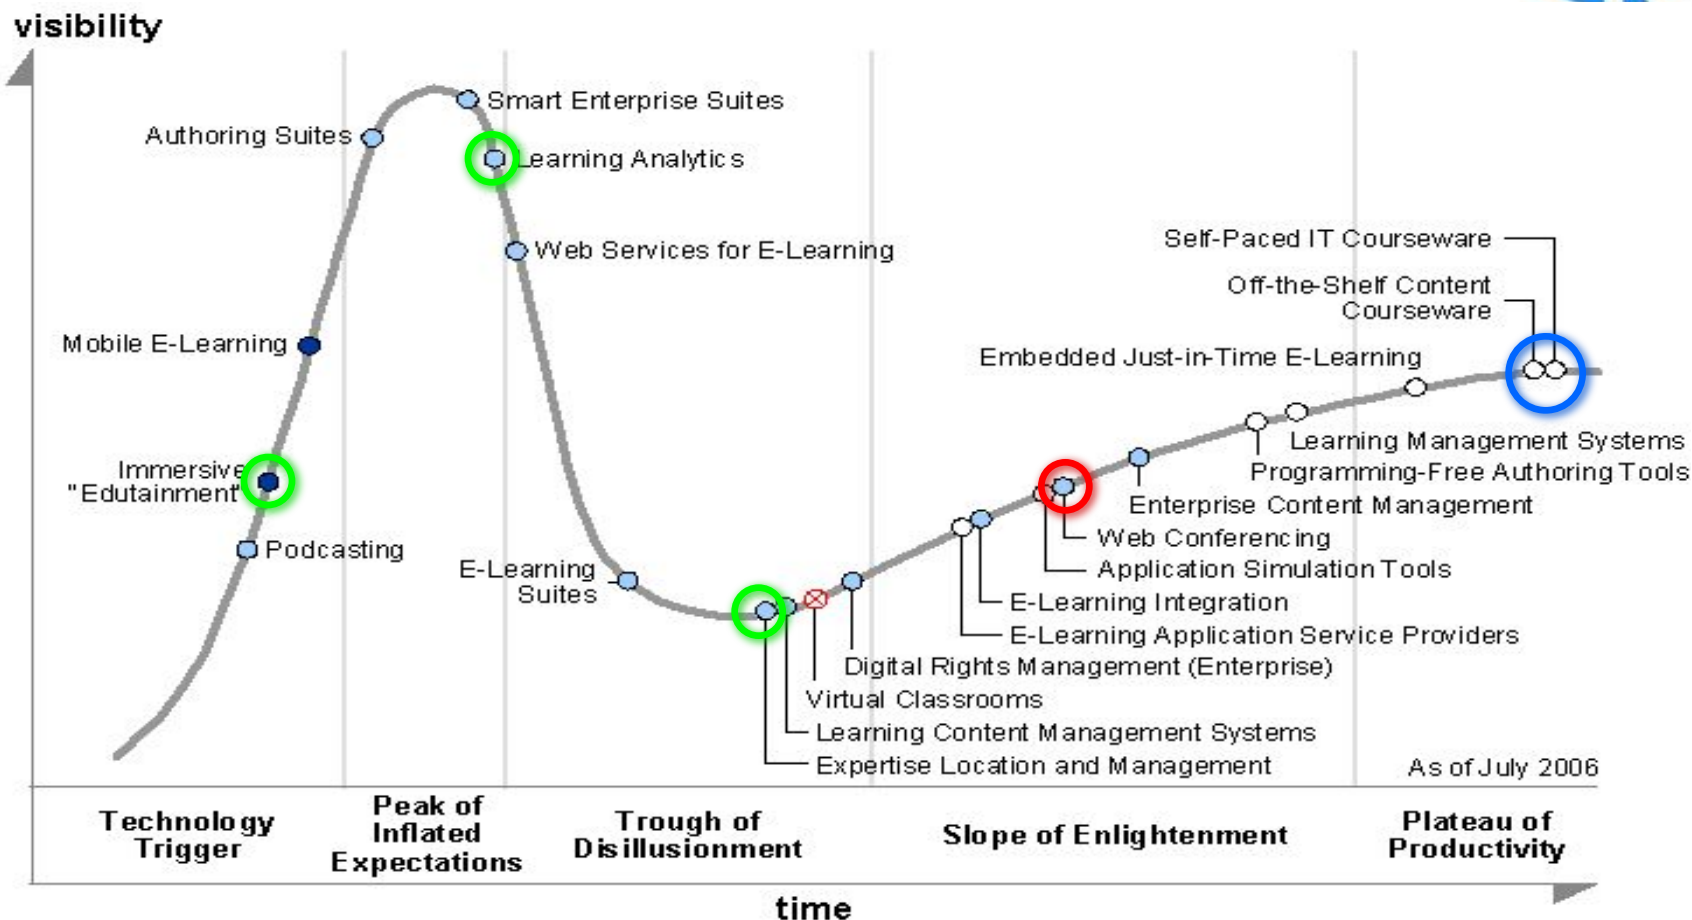 visibility
Smart Enterprise Suites
Authoring Suites
Learning Analytics
Web Services for E-Learning
Self-Paced IT Courseware
Off-the-Shelf Content
Courseware
Mobile E-Learning
Embedded Just-in-Time E-Learning
Immersive
"Edutainment"
Learning Management Systems
Programming-Free Authoring Tools
Enterprise Content Management
Web Conferencing
Podcasting
E-Learning
Suites
Application Simulation Tools
E-Learning Integration
E-Learning Application Service Providers
Digital Rights Management (Enterprise)
Virtual Classrooms
Learning Content Management Systems
Expertise Location and Management
As of July 2006
Technology
Trigger
Peak of
Inflated
Expectations
Trough of
Disillusionment
Slope of Enlightenment
Plateau of
Productivity
time